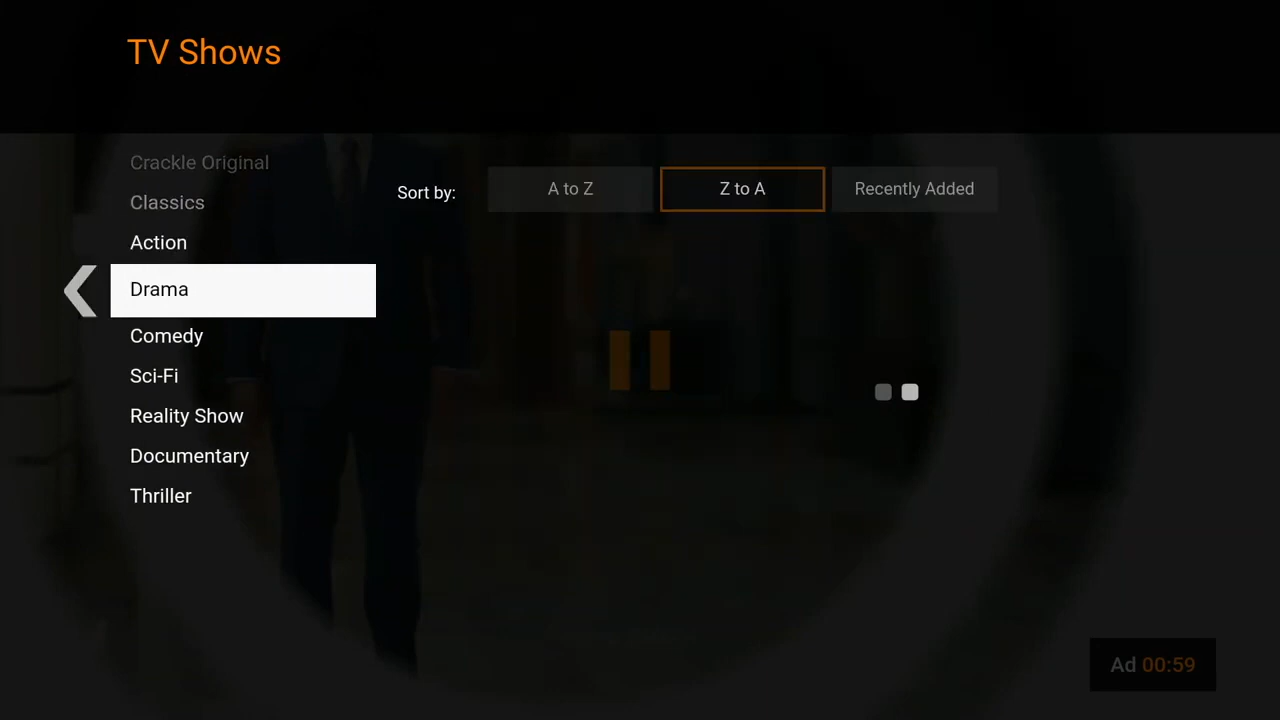 TV Shows
Crackle Original
Classics
Action
Drama
Comedy
Sci-Fi
Reality Show
Documentary
Thriller
Sort by:
A to Z
Z to A
Recently Added
Ad 00:59